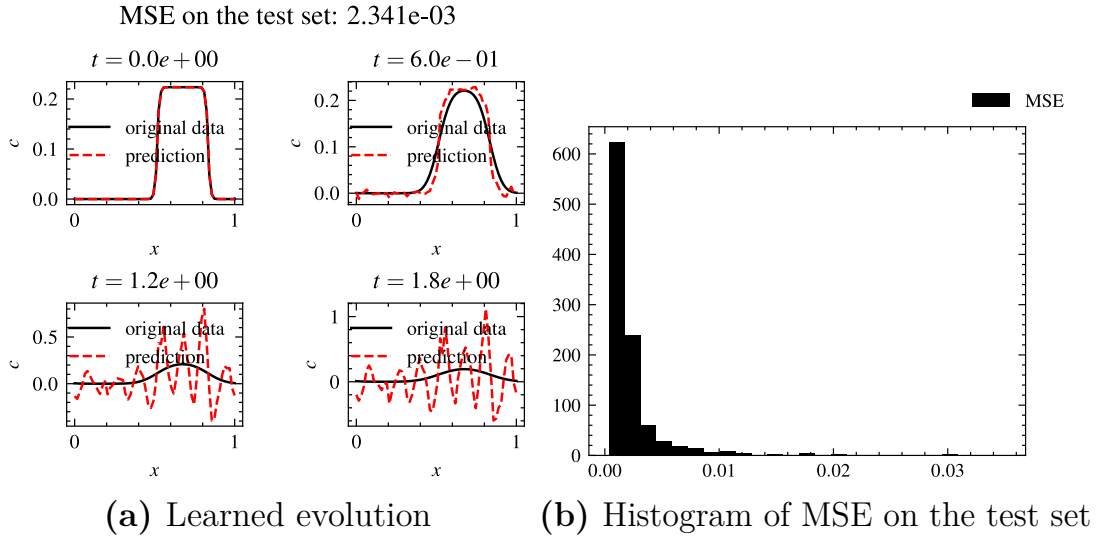 MSE on the test set: 2.341e-03
t = 0.0e+00
t = 6.0e−01
c
0.2
0.1
0.0
original data
prediction
0
1
x
0.2
0.1
0.0
original data
prediction
0
1
x
t = 1.2e+00
t = 1.8e+00
c
0.5
0.0
original data
prediction
0
1
x
c
1
0
original data
prediction
0
1
x
MSE
600
500
400
300
200
100
0
0.00
0.01
0.02
0.03
(a) Learned evolution
(b) Histogram of MSE on the test set